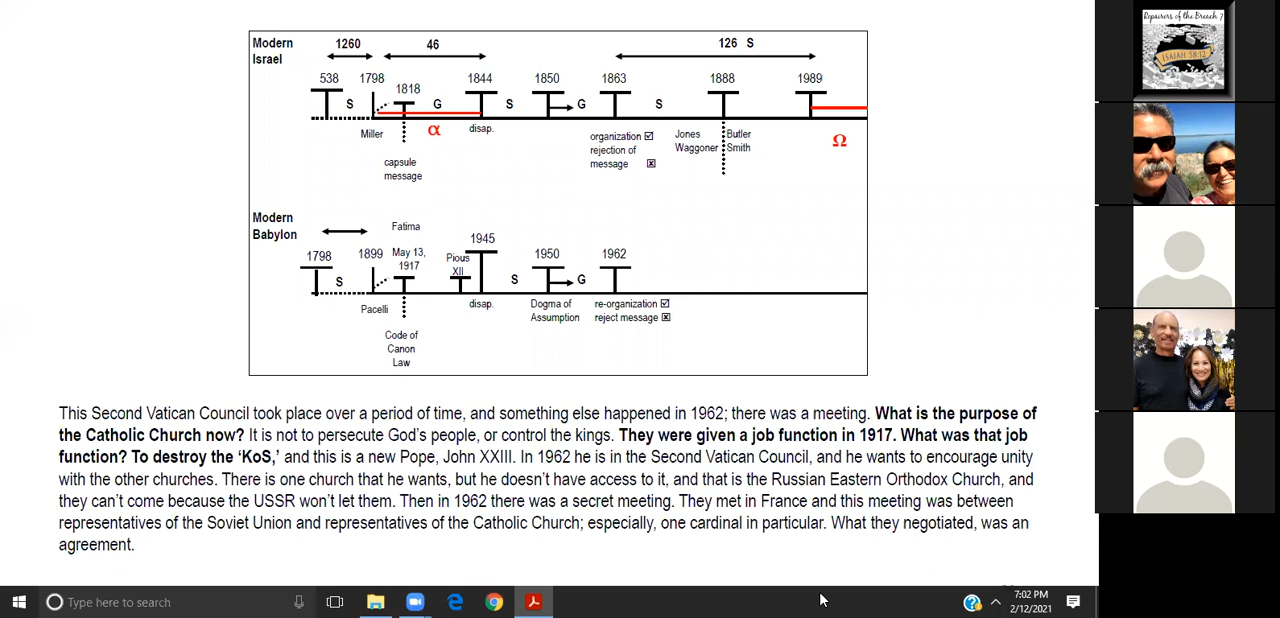 Modern
Israel
1260
46
126 S
538
1798
1818
1844
1850
1863
1888
1989
S
G
S
G
S
α
Ω
Miller
disap.
capsule
message
organization ☑
rejection of
message ☒
Jones
Waggoner
Butler
Smith
Modern
Babylon
Fatima
1798
1899
May 13,
1917
Pious
XII
1945
1950
1962
S
S
G
Pacelli
disap.
Dogma of
Assumption
re-organization ☑
reject message ☒
Code of
Canon
Law
This Second Vatican Council took place over a period of time, and something else happened in 1962; there was a meeting. What is the purpose of
the Catholic Church now? It is not to persecute God's people, or control the kings. They were given a job function in 1917. What was that job
function? To destroy the 'KoS,' and this is a new Pope, John XXIII. In 1962 he is in the Second Vatican Council, and he wants to encourage unity
with the other churches. There is one church that he wants, but he doesn't have access to it, and that is the Russian Eastern Orthodox Church, and
they can't come because the USSR won't let them. Then in 1962 there was a secret meeting. They met in France and this meeting was between
representatives of the Soviet Union and representatives of the Catholic Church; especially, one cardinal in particular. What they negotiated, was an
agreement.
Repairers of the Breach 7
ISAIAH 58:12
Type here to search
7:02 PM
2/12/2021